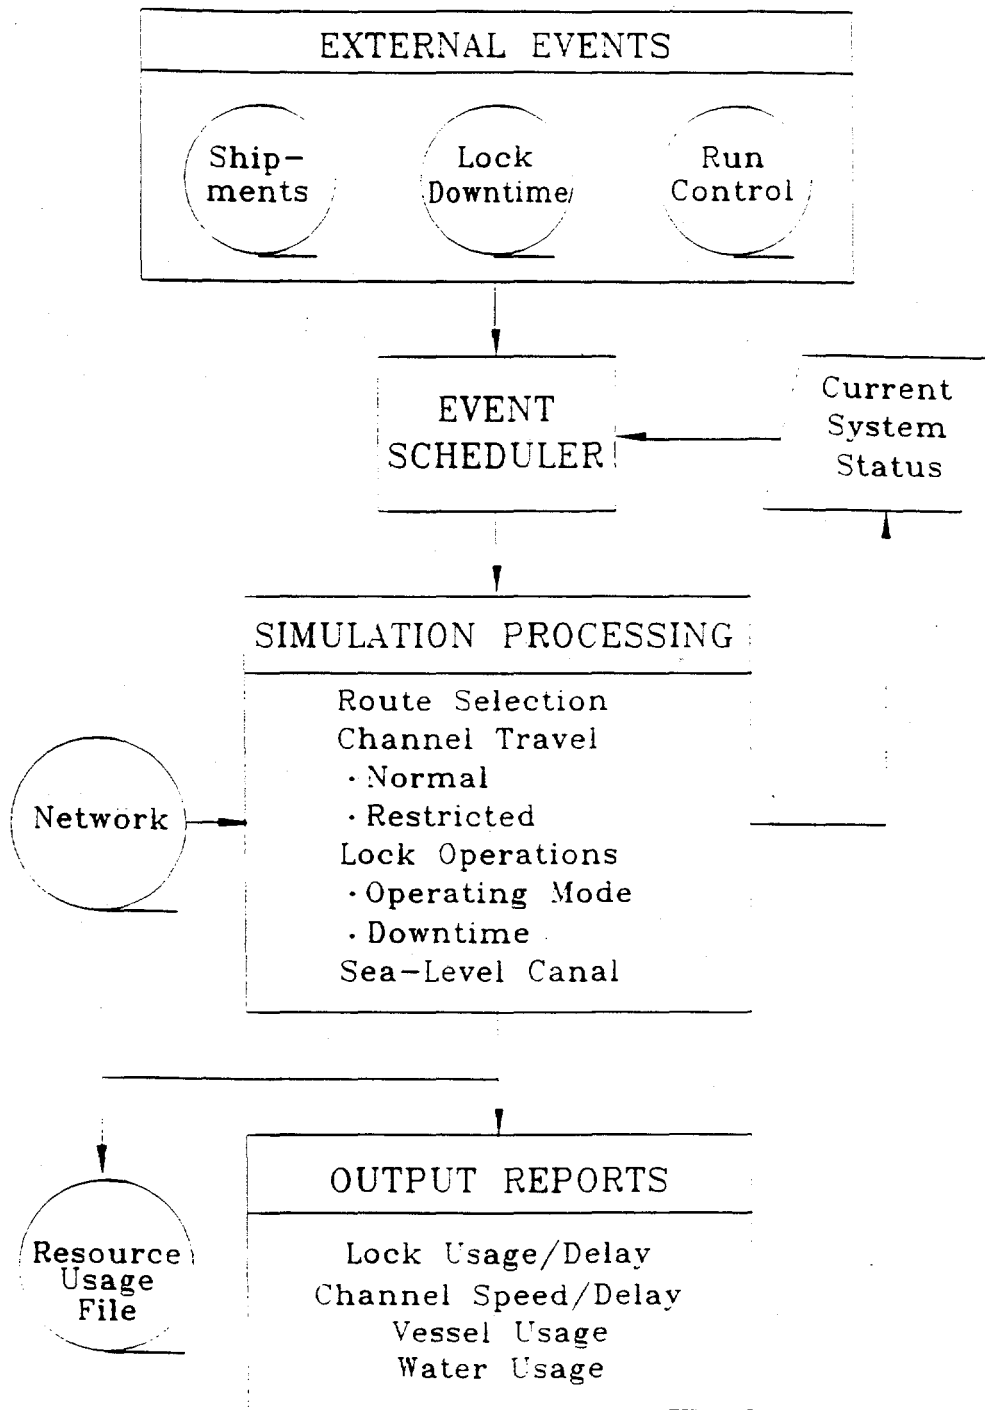 EXTERNAL EVENTS
Ship-
ments
Lock
Downtime
Run
Control
EVENT
SCHEDULER
Current
System
Status
SIMULATION PROCESSING
Route Selection
Channel Travel
· Normal
· Restricted
Lock Operations
· Operating Mode
· Downtime
Sea-Level Canal
Network
OUTPUT REPORTS
Lock Usage/Delay
Channel Speed/Delay
Vessel Usage
Water Usage
Resource
Usage
File